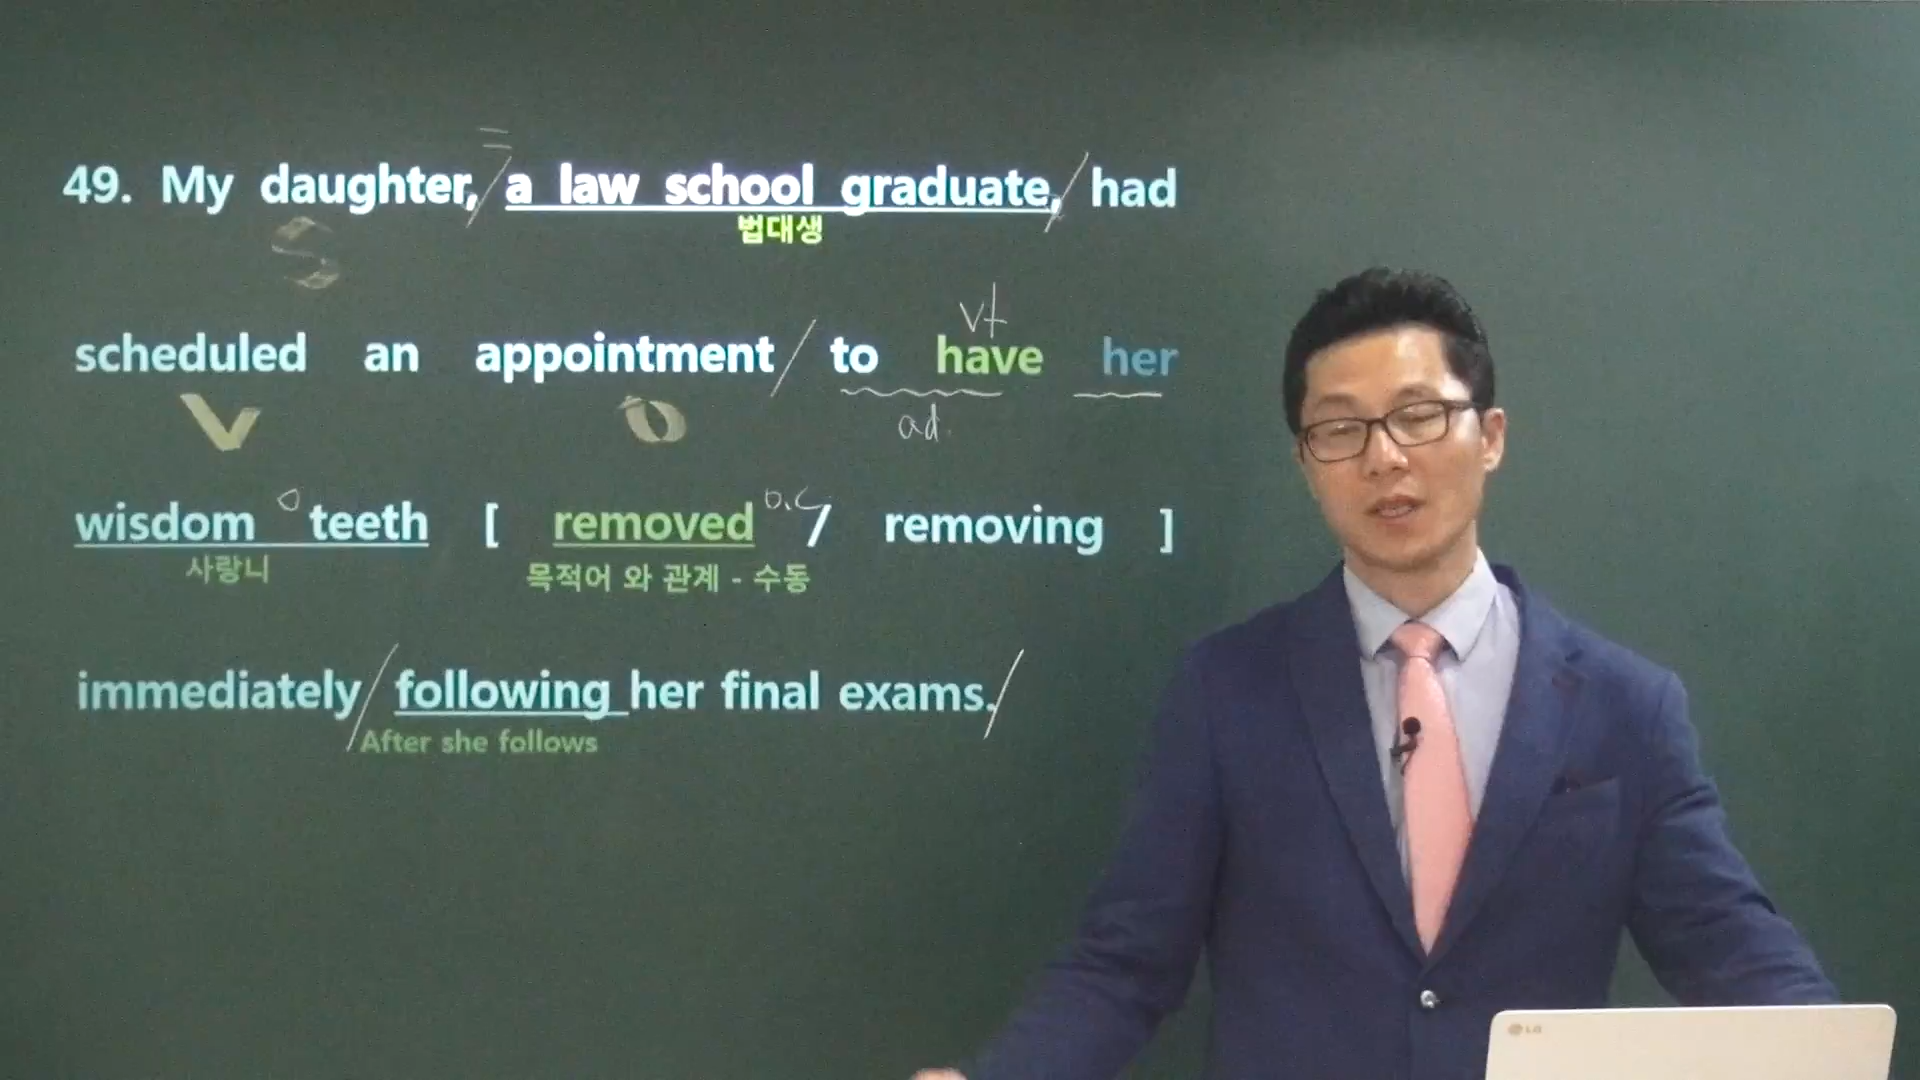 =
49. My daughter, / a law school graduate, / had
S
법대생
vt
scheduled an appointment / to have her
V O ad.
o o.c
wisdom teeth [ removed / removing ]
사랑니 목적어 와 관계 - 수동
immediately / following her final exams. /
After she follows
LG